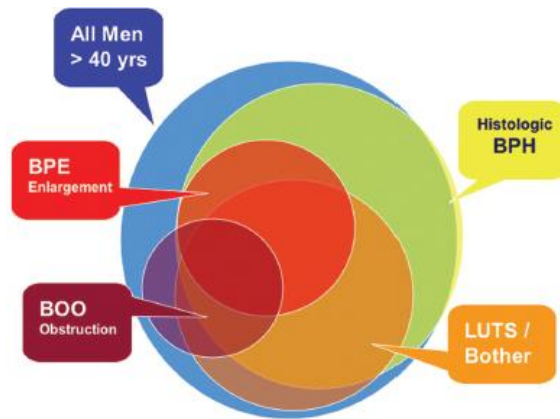 All Men
> 40 yrs
Histologic
BPH
BPE
Enlargement
BOO
Obstruction
LUTS /
Bother